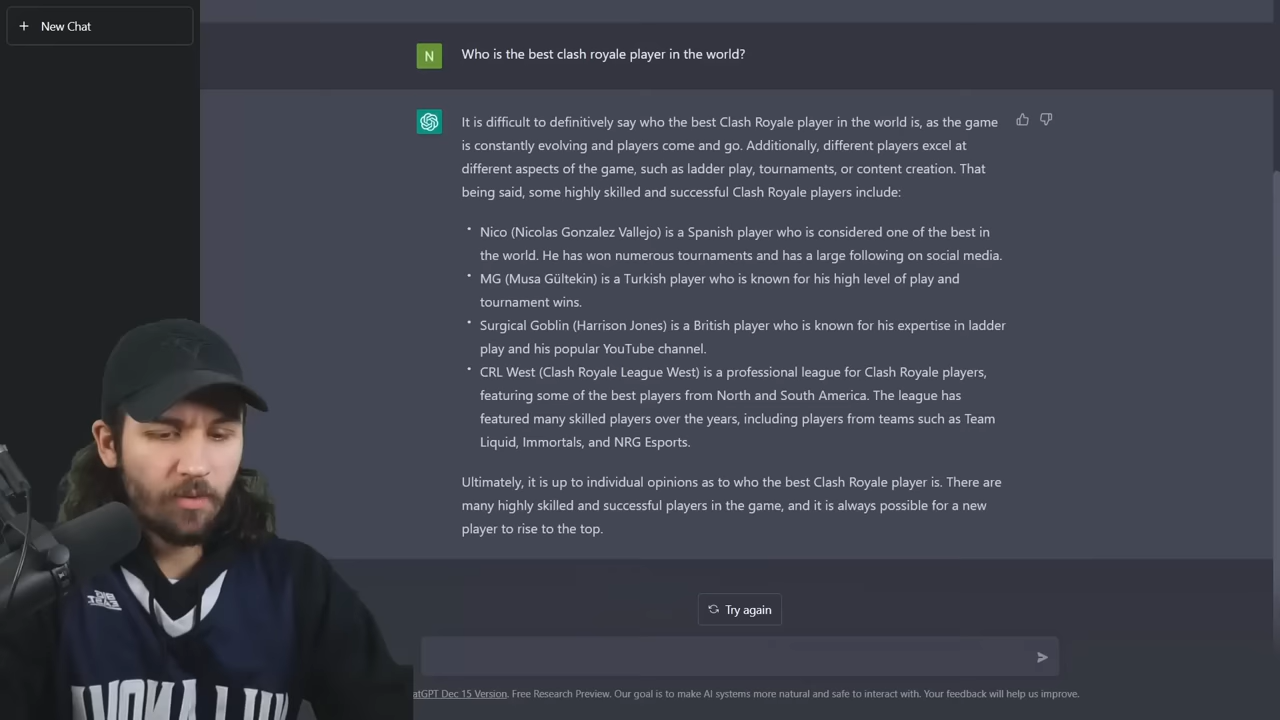 New Chat
N
Who is the best clash royale player in the world?
It is difficult to definitively say who the best Clash Royale player in the world is, as the game
is constantly evolving and players come and go. Additionally, different players excel at
different aspects of the game, such as ladder play, tournaments, or content creation. That
being said, some highly skilled and successful Clash Royale players include:
• Nico (Nicolas Gonzalez Vallejo) is a Spanish player who is considered one of the best in
the world. He has won numerous tournaments and has a large following on social media.
• MG (Musa Gültekin) is a Turkish player who is known for his high level of play and
tournament wins.
• Surgical Goblin (Harrison Jones) is a British player who is known for his expertise in ladder
play and his popular YouTube channel.
• CRL West (Clash Royale League West) is a professional league for Clash Royale players,
featuring some of the best players from North and South America. The league has
featured many skilled players over the years, including players from teams such as Team
Liquid, Immortals, and NRG Esports.
Ultimately, it is up to individual opinions as to who the best Clash Royale player is. There are
many highly skilled and successful players in the game, and it is always possible for a new
player to rise to the top.
Try again
atGPT Dec 15 Version. Free Research Preview. Our goal is to make AI systems more natural and safe to interact with. Your feedback will help us improve.